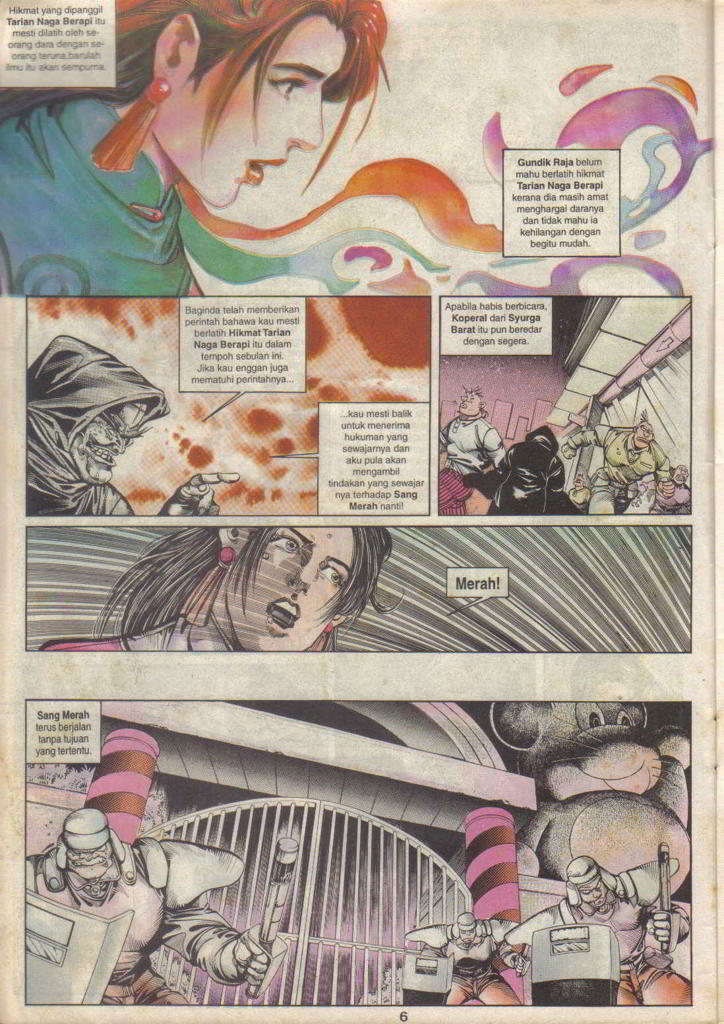 Hikmat yang dipanggil
Tarian Naga Berapi itu
mesti dilatih oleh se-
orang dara dengan se-
orang teruna,barulah
ilmu itu akan sempurna.
Gundik Raja belum
mahu berlatih hikmat
Tarian Naga Berapi
kerana dia masih amat
menghargai daranya
dan tidak mahu ia
kehilangan dengan
begitu mudah.
Baginda telah memberikan
perintah bahawa kau mesti
berlatih Hikmat Tarian
Naga Berapi itu dalam
tempoh sebulan ini.
Jika kau enggan juga
mematuhi perintahnya...
...kau mesti balik
untuk menerima
hukuman yang
sewajarnya dan
aku pula akan
mengambil
tindakan yang sewajar
nya terhadap Sang
Merah nanti!
Apabila habis berbicara,
Koperal dari Syurga
Barat itu pun beredar
dengan segera.
Merah!
Sang Merah
terus berjalan
tanpa tujuan
yang tertentu.
6